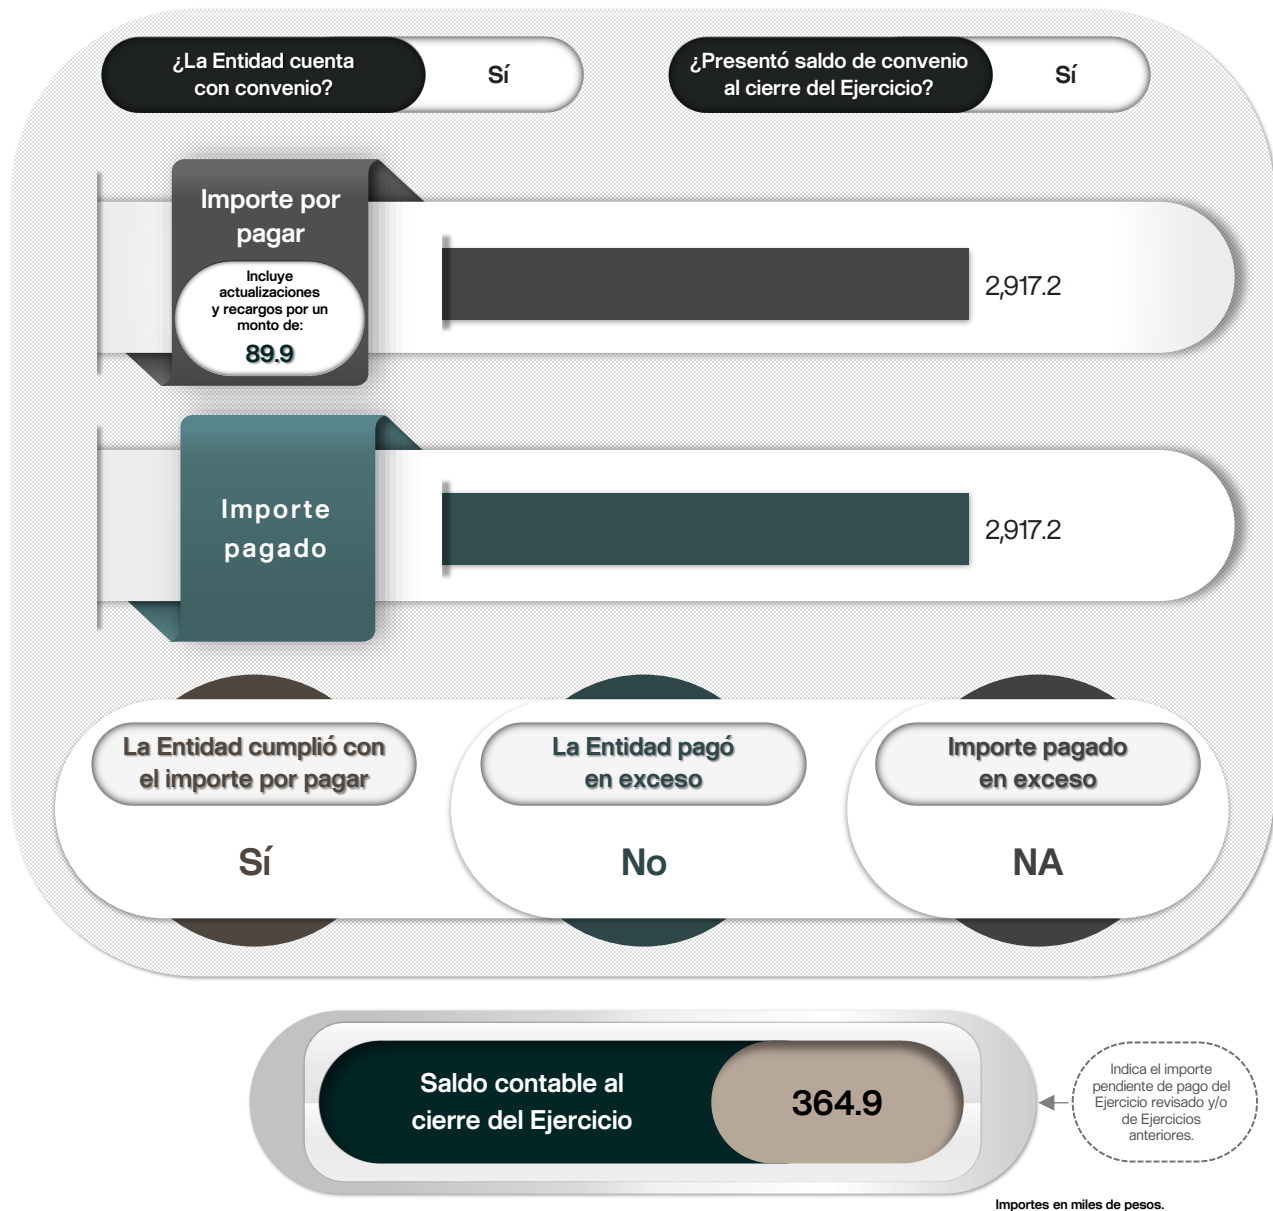 ¿La Entidad cuenta
con convenio?
Sí
¿Presentó saldo de convenio
al cierre del Ejercicio?
Sí
Importe por
pagar
Incluye
actualizaciones
y recargos por un
monto de:
89.9
2,917.2
Importe
pagado
2,917.2
La Entidad cumplió con
el importe por pagar
Sí
La Entidad pagó
en exceso
No
Importe pagado
en exceso
NA
Saldo contable al
cierre del Ejercicio
364.9
Indica el importe
pendiente de pago del
Ejercicio revisado y/o
de Ejercicios
anteriores.
Importes en miles de pesos.